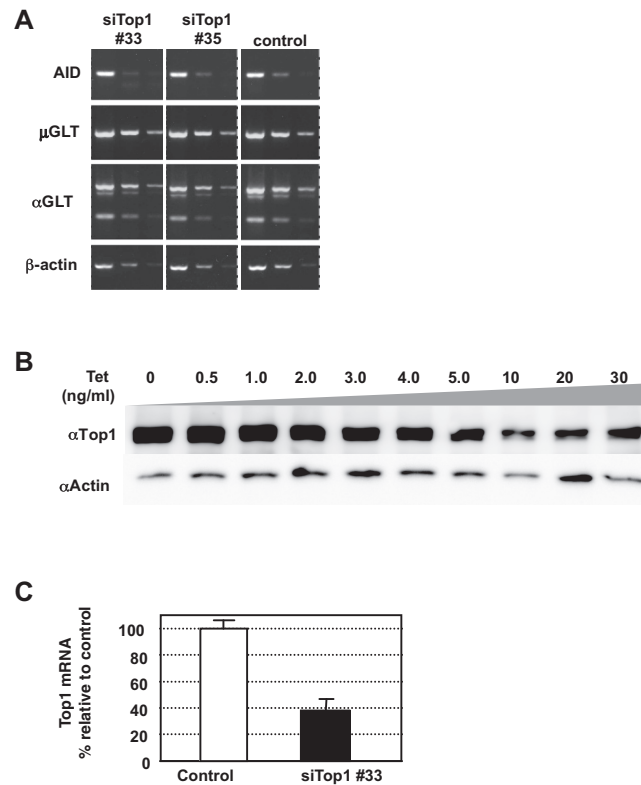 A
siTop1 siTop1
#33 #35 control
AID
μGLT
αGLT
β-actin
B
Tet 0 0.5 1.0 2.0 3.0 4.0 5.0 10 20 30
(ng/ml)
αTop1
αActin
C
Top1 mRNA
% relative to control
100
80
60
40
20
0
Control siTop1 #33